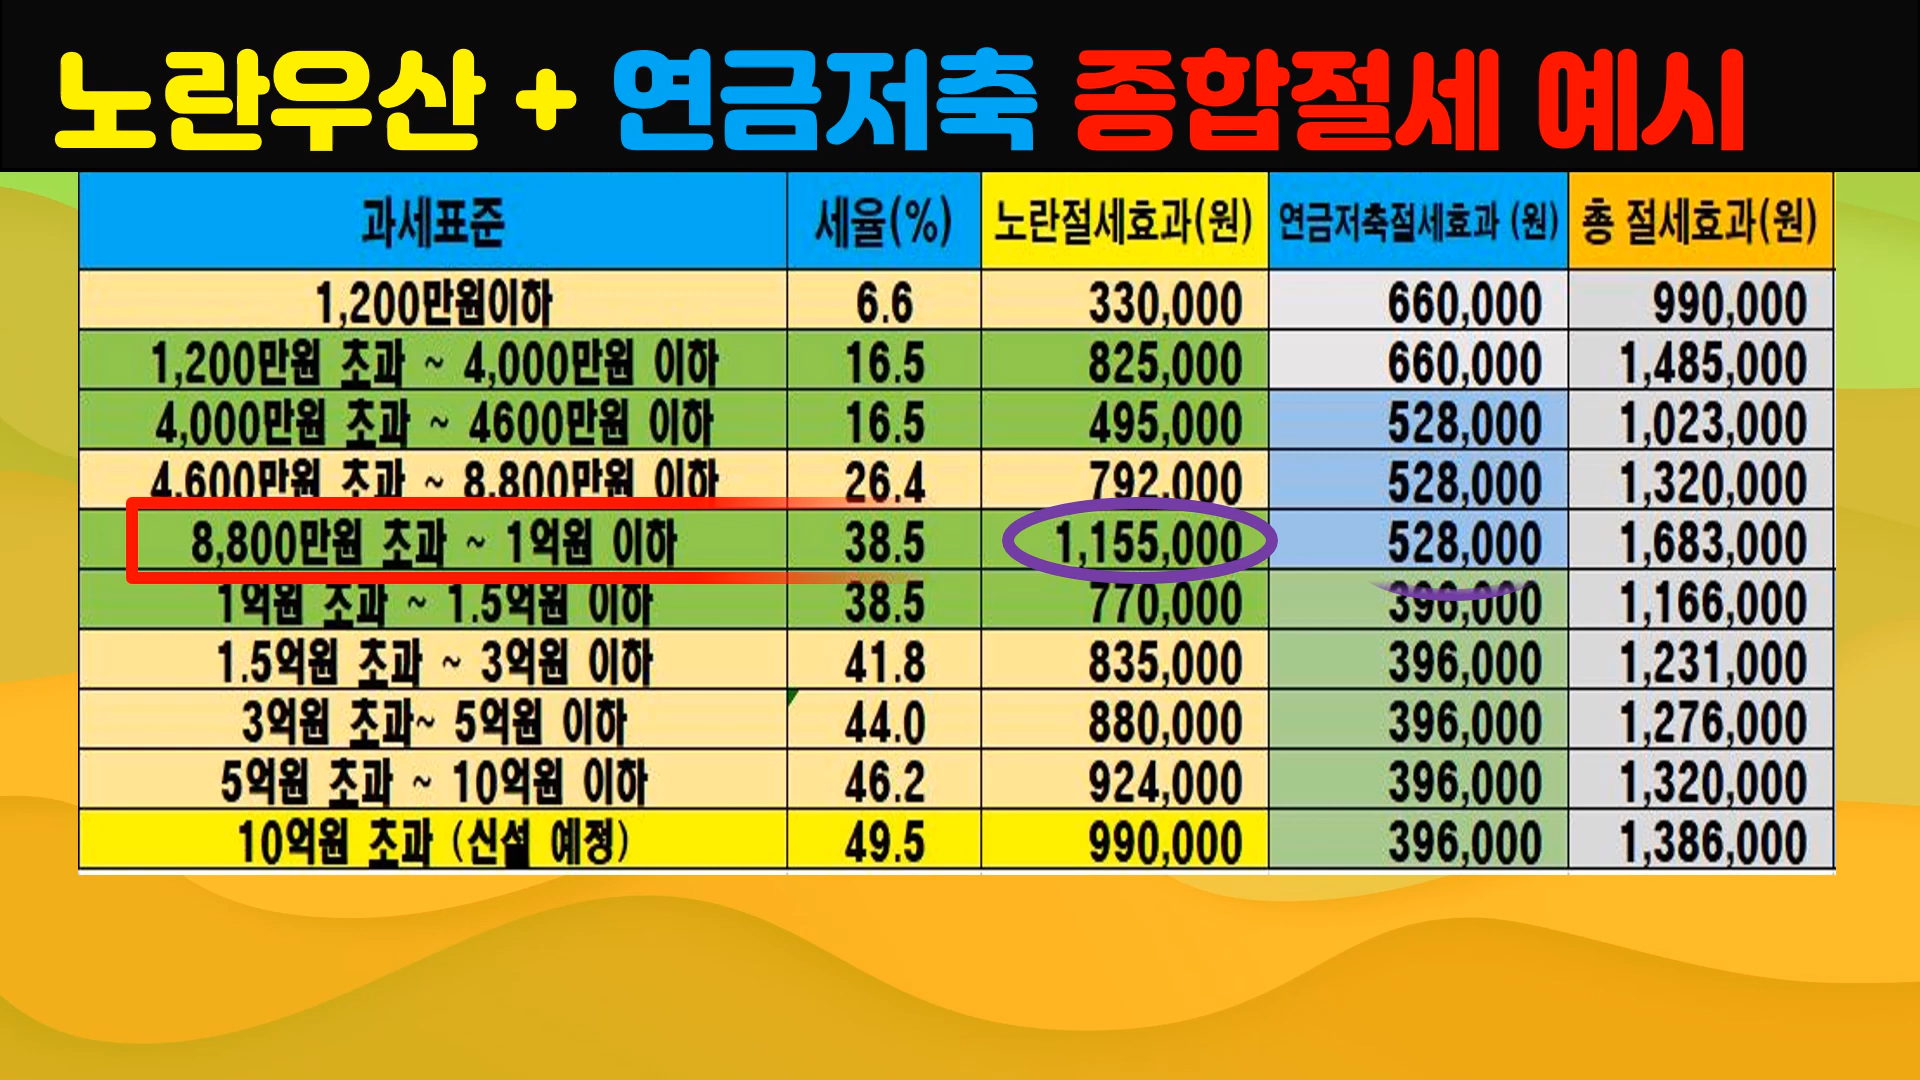 노란우산 + 연금저축 종합절세 예시
과세표준 세율(%) 노란절세효과(원) 연금저축절세효과 (원) 총 절세효과(원)
1,200만원이하 6.6 330,000 660,000 990,000
1,200만원 초과 ~ 4,000만원 이하 16.5 825,000 660,000 1,485,000
4,000만원 초과 ~ 4600만원 이하 16.5 495,000 528,000 1,023,000
4,600만원 초과 ~ 8,800만원 이하 26.4 792,000 528,000 1,320,000
8,800만원 초과 ~ 1억원 이하 38.5 1,155,000 528,000 1,683,000
1억원 초과 ~ 1.5억원 이하 38.5 770,000 396,000 1,166,000
1.5억원 초과 ~ 3억원 이하 41.8 835,000 396,000 1,231,000
3억원 초과~ 5억원 이하 44.0 880,000 396,000 1,276,000
5억원 초과 ~ 10억원 이하 46.2 924,000 396,000 1,320,000
10억원 초과 (신설 예정) 49.5 990,000 396,000 1,386,000